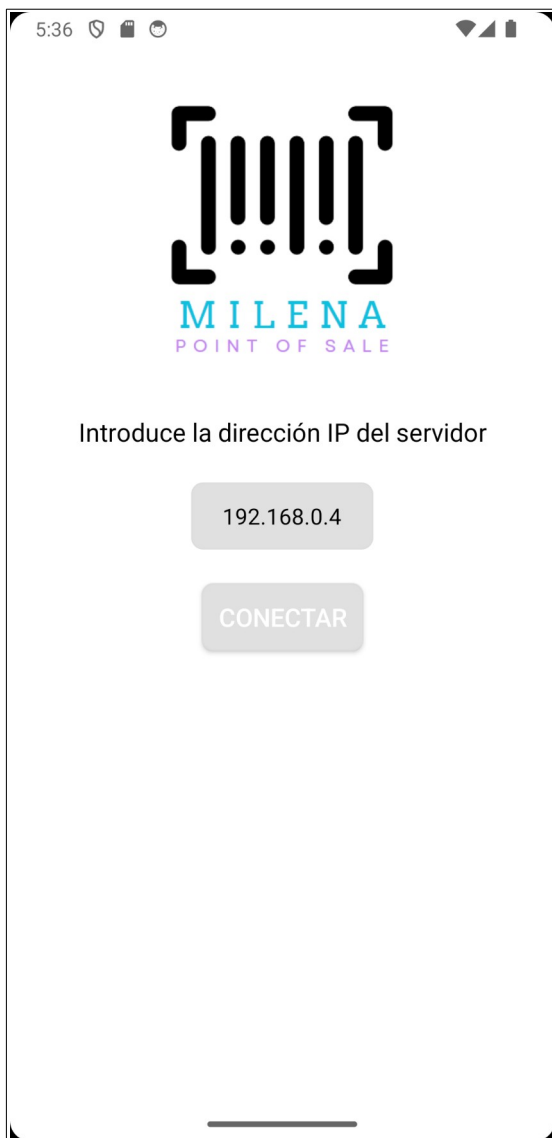 5:36
MILENA
POINT OF SALE
Introduce la dirección IP del servidor
192.168.0.4
CONECTAR